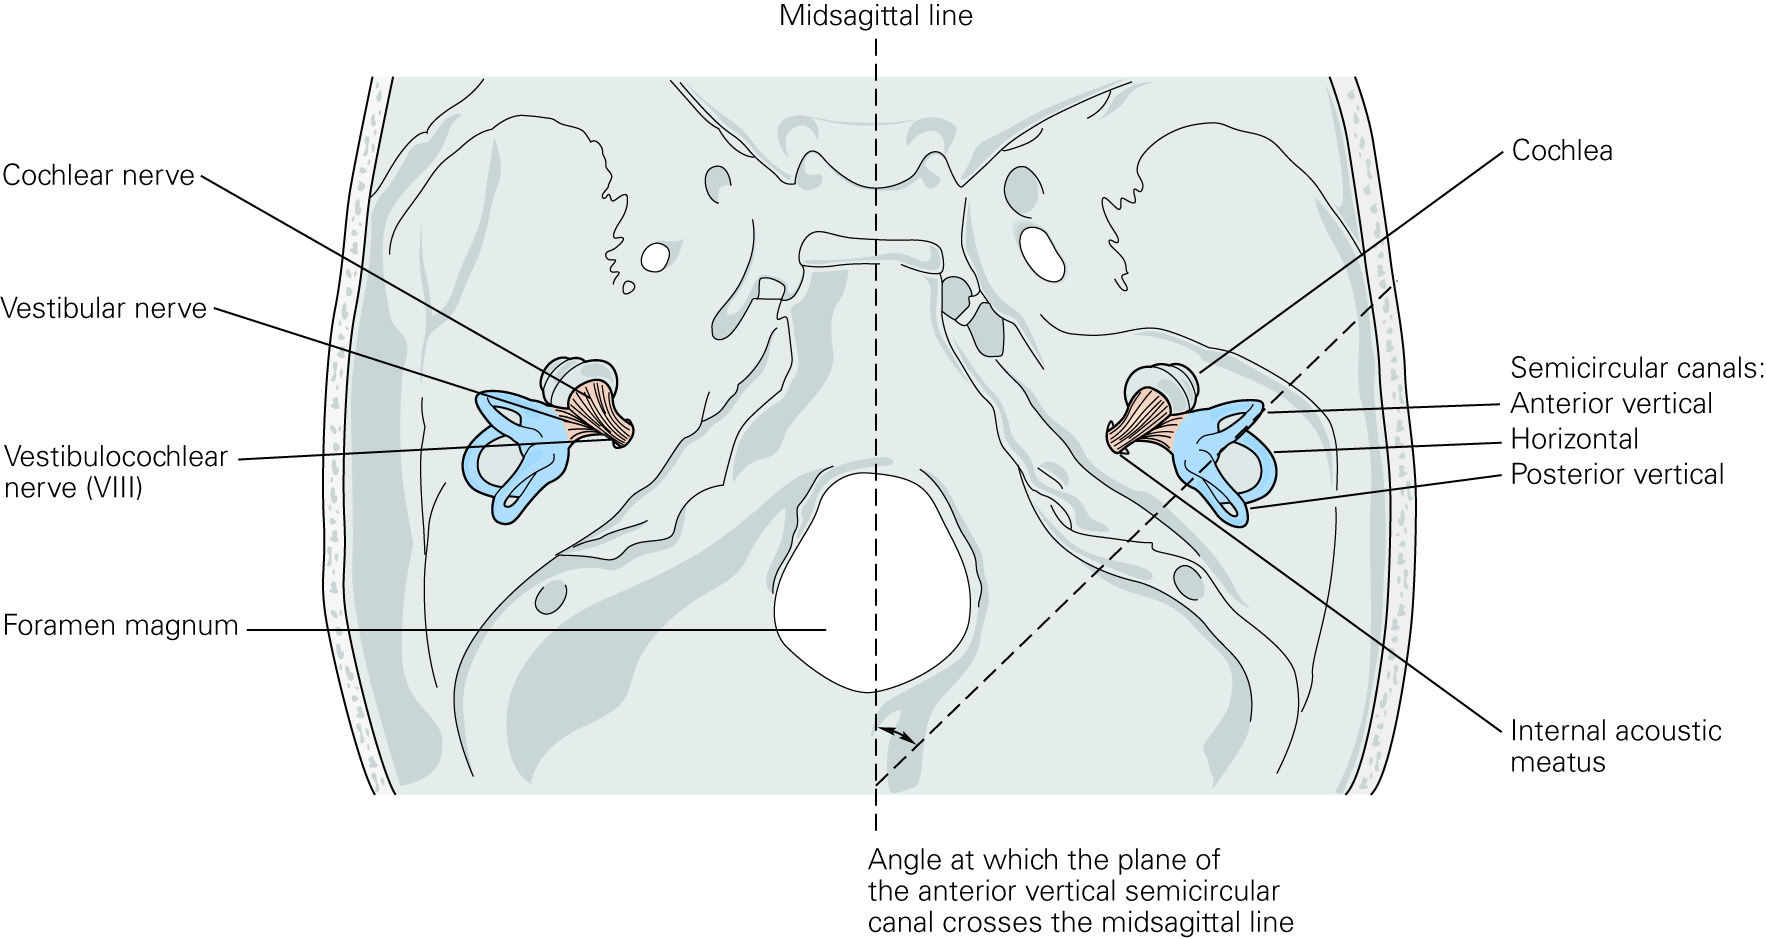 Midsagittal line
Cochlear nerve
Vestibular nerve
Vestibulocochlear
nerve (VIII)
Foramen magnum
Cochlea
Semicircular canals:
Anterior vertical
Horizontal
Posterior vertical
Internal acoustic
meatus
Angle at which the plane of
the anterior vertical semicircular
canal crosses the midsagittal line